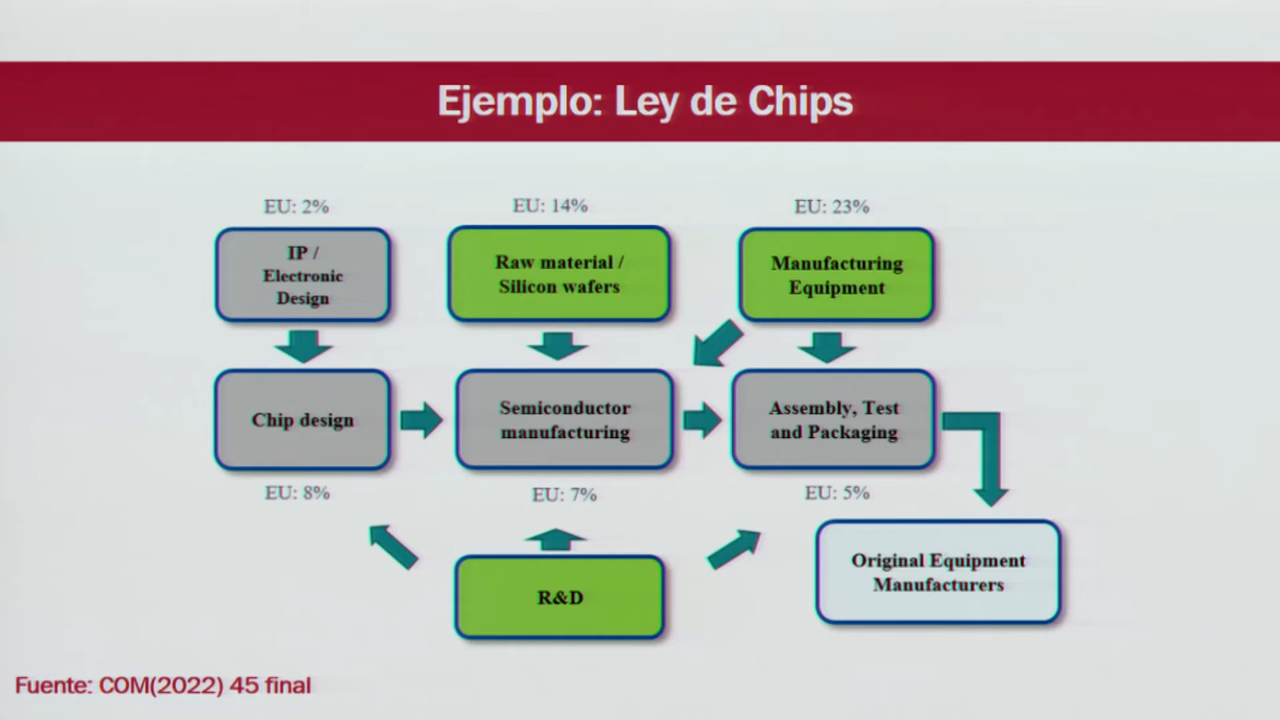 Ejemplo: Ley de Chips
EU: 2%
EU: 14%
EU: 23%
IP /
Electronic
Design
Raw material /
Silicon wafers
Manufacturing
Equipment
Chip design
Semiconductor
manufacturing
Assembly, Test
and Packaging
EU: 8%
EU: 7%
EU: 5%
R&D
Original Equipment
Manufacturers
Fuente: COM(2022) 45 final